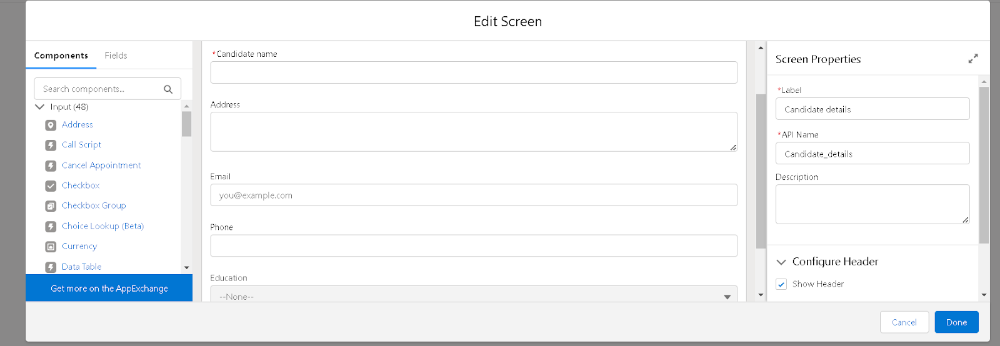 Edit Screen
Components
Fields
Search components...
Input (48)
Address
Call Script
Cancel Appointment
Checkbox
Checkbox Group
Choice Lookup (Beta)
Currency
Data Table
Get more on the AppExchange
*Candidate name
Address
Email
you@example.com
Phone
Education
--None--
Screen Properties
*Label
Candidate details
*API Name
Candidate_details
Description
Configure Header
Show Header
Cancel
Done